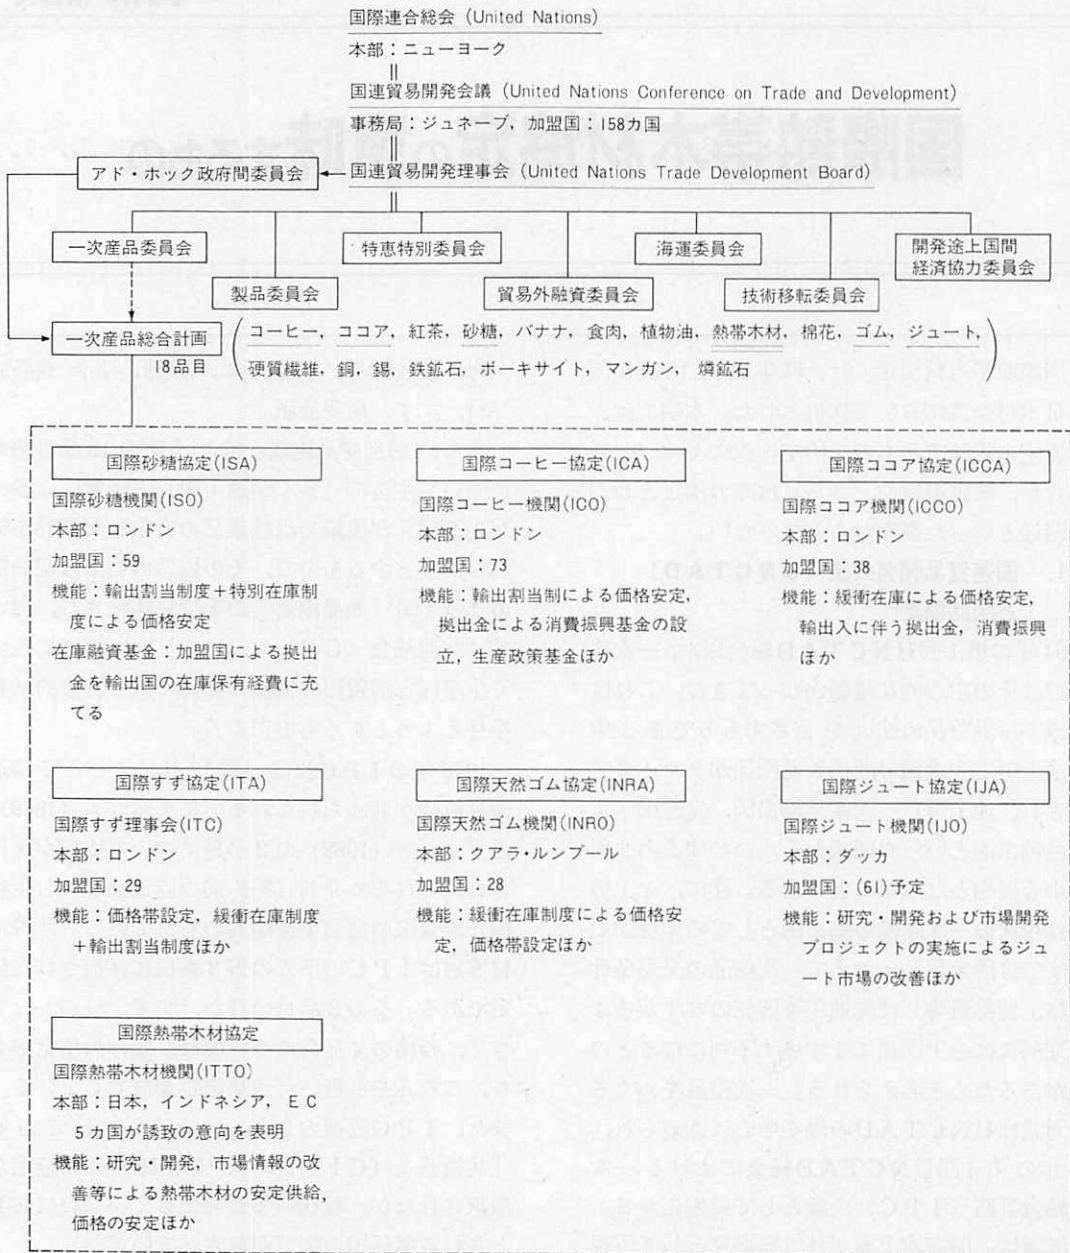 国際連合総会 (United Nations)
本部：ニューヨーク
国連貿易開発会議 (United Nations Conference on Trade and Development)
事務局：ジュネーブ，加盟国：158カ国
アド・ホック政府間委員会
国連貿易開発理事会 (United Nations Trade Development Board)
一次産品委員会
特恵特別委員会
海運委員会
開発途上国間
経済協力委員会
製品委員会
貿易外融資委員会
技術移転委員会
一次産品総合計画
18品目
コーヒー，ココア，紅茶，砂糖，バナナ，食肉，植物油，熱帯木材，棉花，ゴム，ジュート，
硬質繊維，銅，錫，鉄鉱石，ボーキサイト，マンガン，燐鉱石
国際砂糖協定(ISA)
国際砂糖機関(ISO)
本部：ロンドン
加盟国：59
機能：輸出割当制度＋特別在庫制
度による価格安定
在庫融資基金：加盟国による拠出
金を輸出国の在庫保有経費に充
てる
国際コーヒー協定(ICA)
国際コーヒー機関(ICO)
本部：ロンドン
加盟国：73
機能：輸出割当制による価格安定，
拠出金による消費振興基金の設
立，生産政策基金ほか
国際ココア協定(ICCA)
国際ココア機関(ICCO)
本部：ロンドン
加盟国：38
機能：緩衝在庫による価格安定，
輸出入に伴う拠出金，消費振興
ほか
国際すず協定(ITA)
国際すず理事会(ITC)
本部：ロンドン
加盟国：29
機能：価格帯設定，緩衝在庫制度
＋輸出割当制度ほか
国際天然ゴム協定(INRA)
国際天然ゴム機関(INRO)
本部：クアラ・ルンプール
加盟国：28
機能：緩衝在庫制度による価格安
定，価格帯設定ほか
国際ジュート協定(IJA)
国際ジュート機関(IJO)
本部：ダッカ
加盟国：(61)予定
機能：研究・開発および市場開発
プロジェクトの実施によるジュ
ート市場の改善ほか
国際熱帯木材協定
国際熱帯木材機関(ITTO)
本部：日本，インドネシア，ＥＣ
5カ国が誘致の意向を表明
機能：研究・開発，市場情報の改
善等による熱帯木材の安定供給，
価格の安定ほか